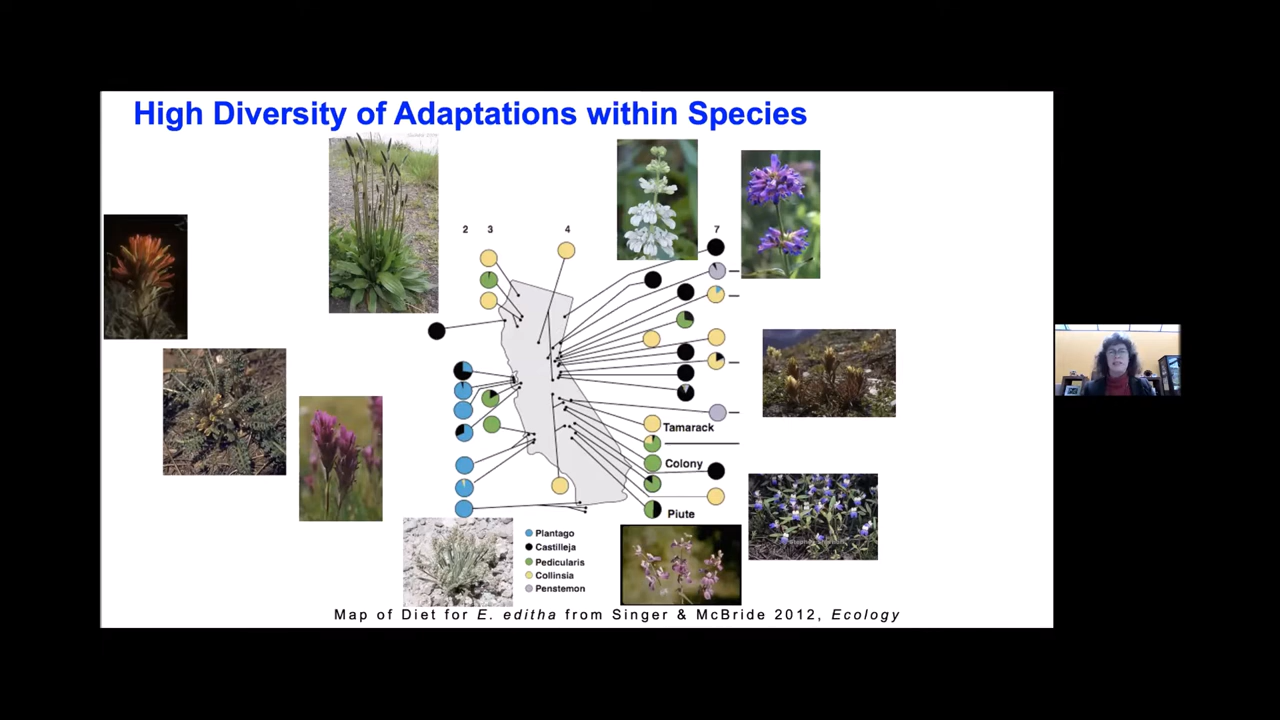 High Diversity of Adaptations within Species
2 3 4 7
Tamarack
Colony
Piute
Plantago
Castilleja
Pedicularis
Collinsia
Penstemon
Map of Diet for E. editha from Singer & McBride 2012, Ecology